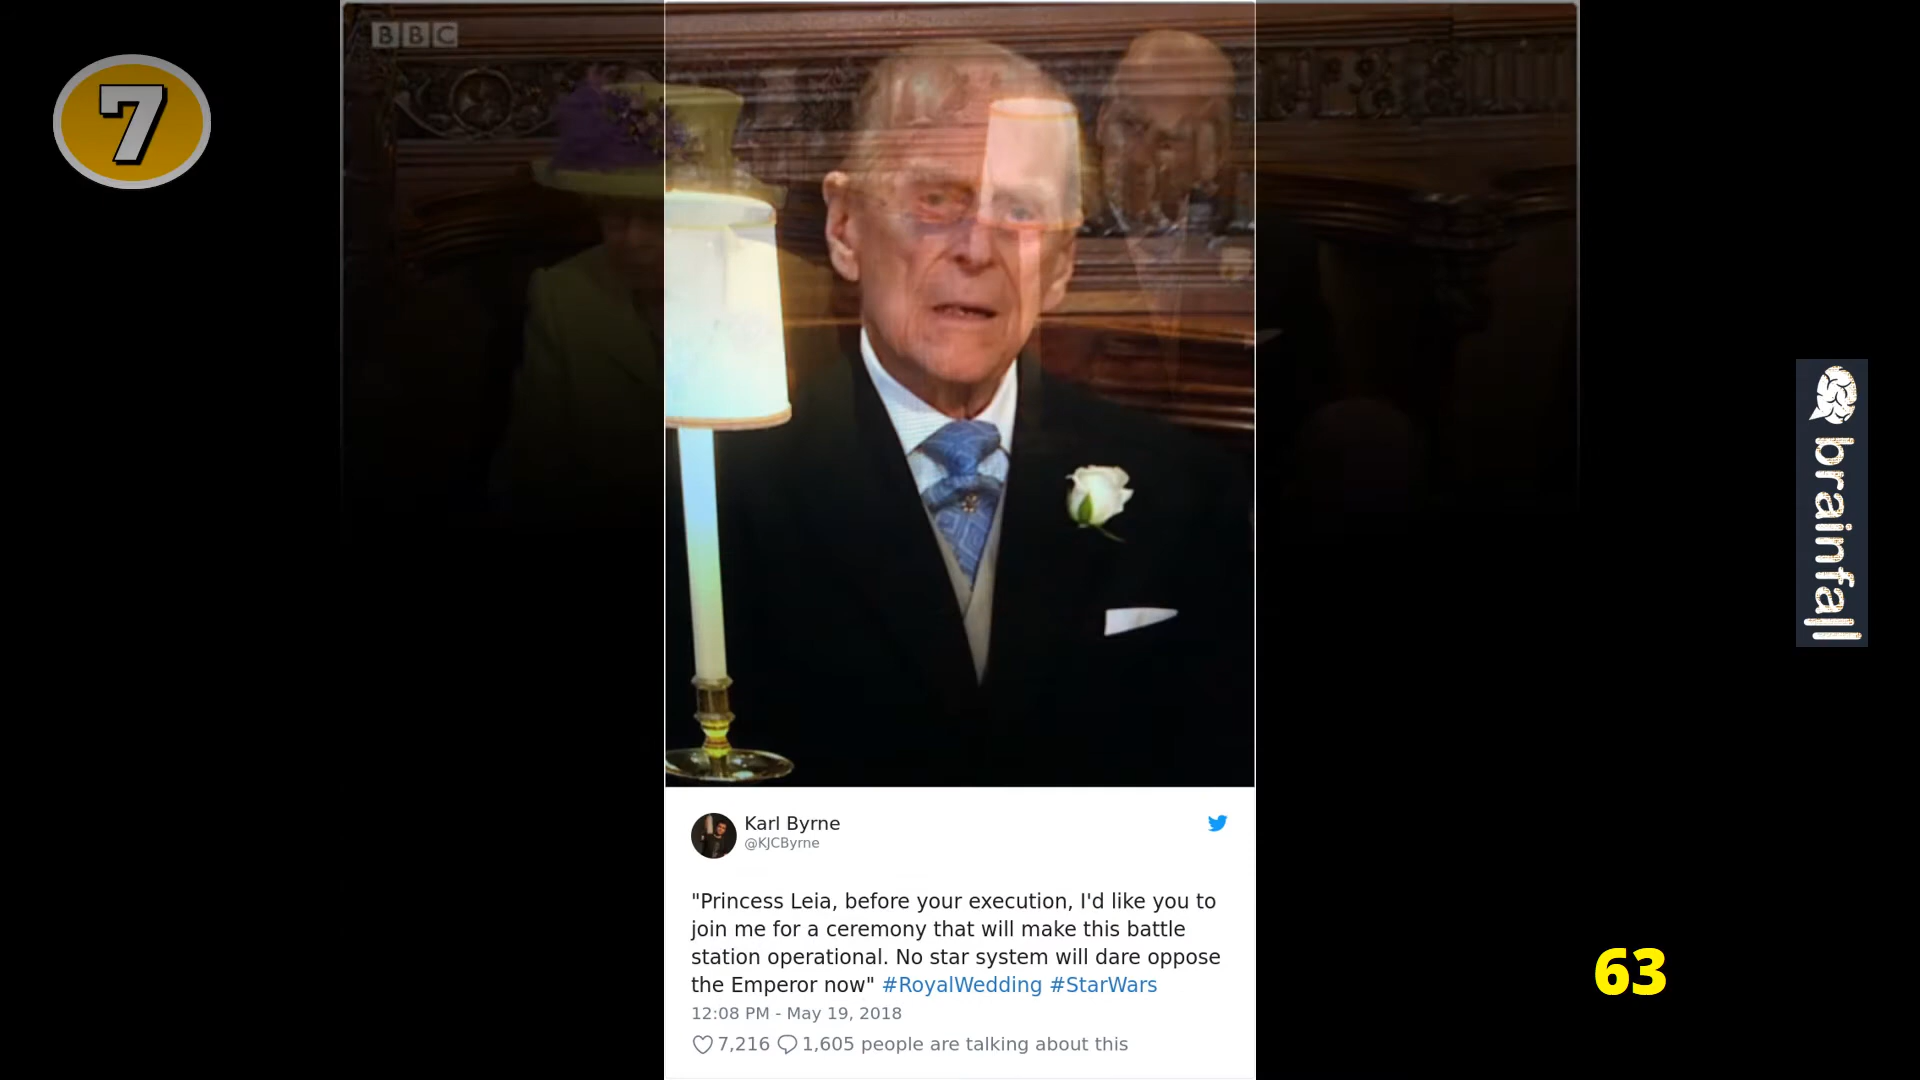 BBC
7
brainfall
Karl Byrne
@KJCByrne
"Princess Leia, before your execution, I'd like you to
join me for a ceremony that will make this battle
station operational. No star system will dare oppose
the Emperor now" #RoyalWedding #StarWars
12:08 PM - May 19, 2018
7,216 1,605 people are talking about this
63